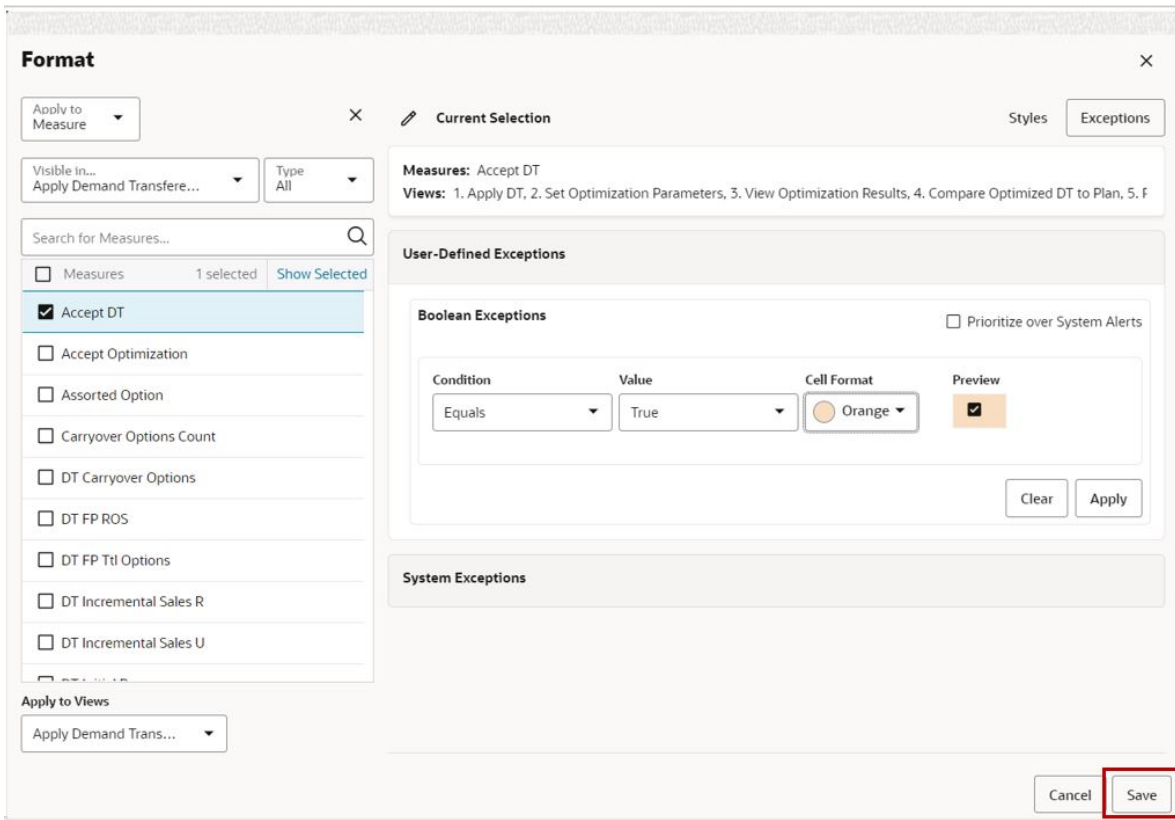 Format
Apply to
Measure
Visible in...
Apply Demand Transfere...
Type
All
Search for Measures...
Measures 1 selected Show Selected
Accept DT
Accept Optimization
Assorted Option
Carryover Options Count
DT Carryover Options
DT FP ROS
DT FP Ttl Options
DT Incremental Sales R
DT Incremental Sales U
Apply to Views
Apply Demand Trans...
Current Selection
Styles
Exceptions
Measures: Accept DT
Views: 1. Apply DT, 2. Set Optimization Parameters, 3. View Optimization Results, 4. Compare Optimized DT to Plan, 5.
User-Defined Exceptions
Boolean Exceptions
Prioritize over System Alerts
Condition Value Cell Format Preview
Equals True Orange
Clear Apply
System Exceptions
Cancel Save